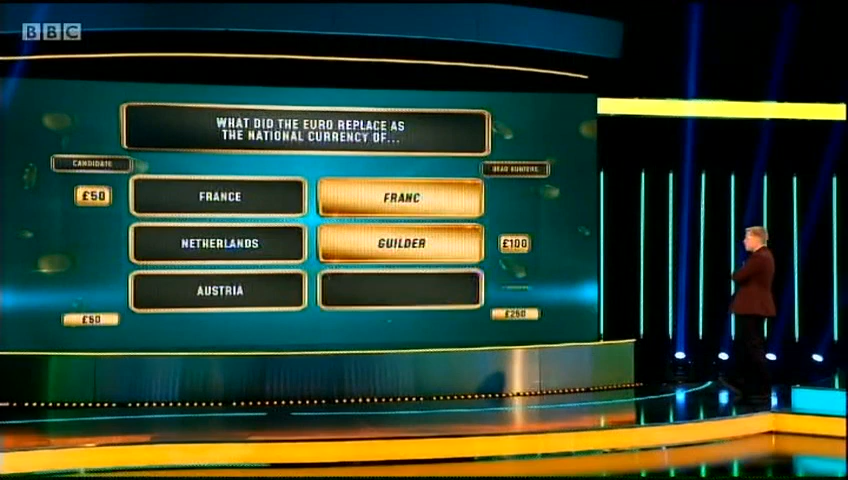 BBC
WHAT DID THE EURO REPLACE AS
THE NATIONAL CURRENCY OF...
CANDIDATE
HEAD HUNTERS
£50
FRANCE
FRANC
NETHERLANDS
GUILDER
£100
AUSTRIA
£50
£250